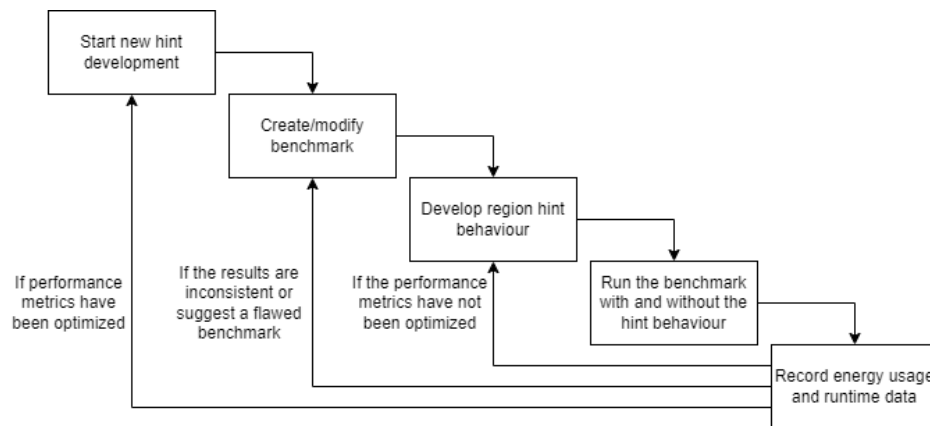 Start new hint
development
Create/modify
benchmark
Develop region hint
behaviour
If performance
metrics have
been optimized
If the results are
inconsistent or
suggest a flawed
benchmark
If the performance
metrics have not
been optimized
Run the benchmark
with and without the
hint behaviour
Record energy usage
and runtime data